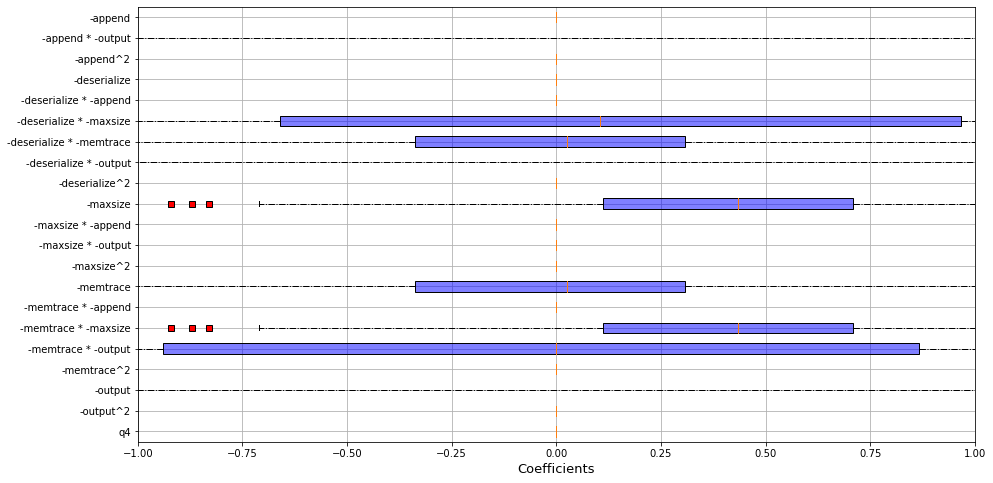 -append
-append * -output
-append^2
-deserialize
-deserialize * -append
-deserialize * -maxsize
-deserialize * -memtrace
-deserialize * -output
-deserialize^2
-maxsize
-maxsize * -append
-maxsize * -output
-maxsize^2
-memtrace
-memtrace * -append
-memtrace * -maxsize
-memtrace * -output
-memtrace^2
-output
-output^2
q4
−1.00 −0.75 −0.50 −0.25 0.00 0.25 0.50 0.75 1.00
Coefficients